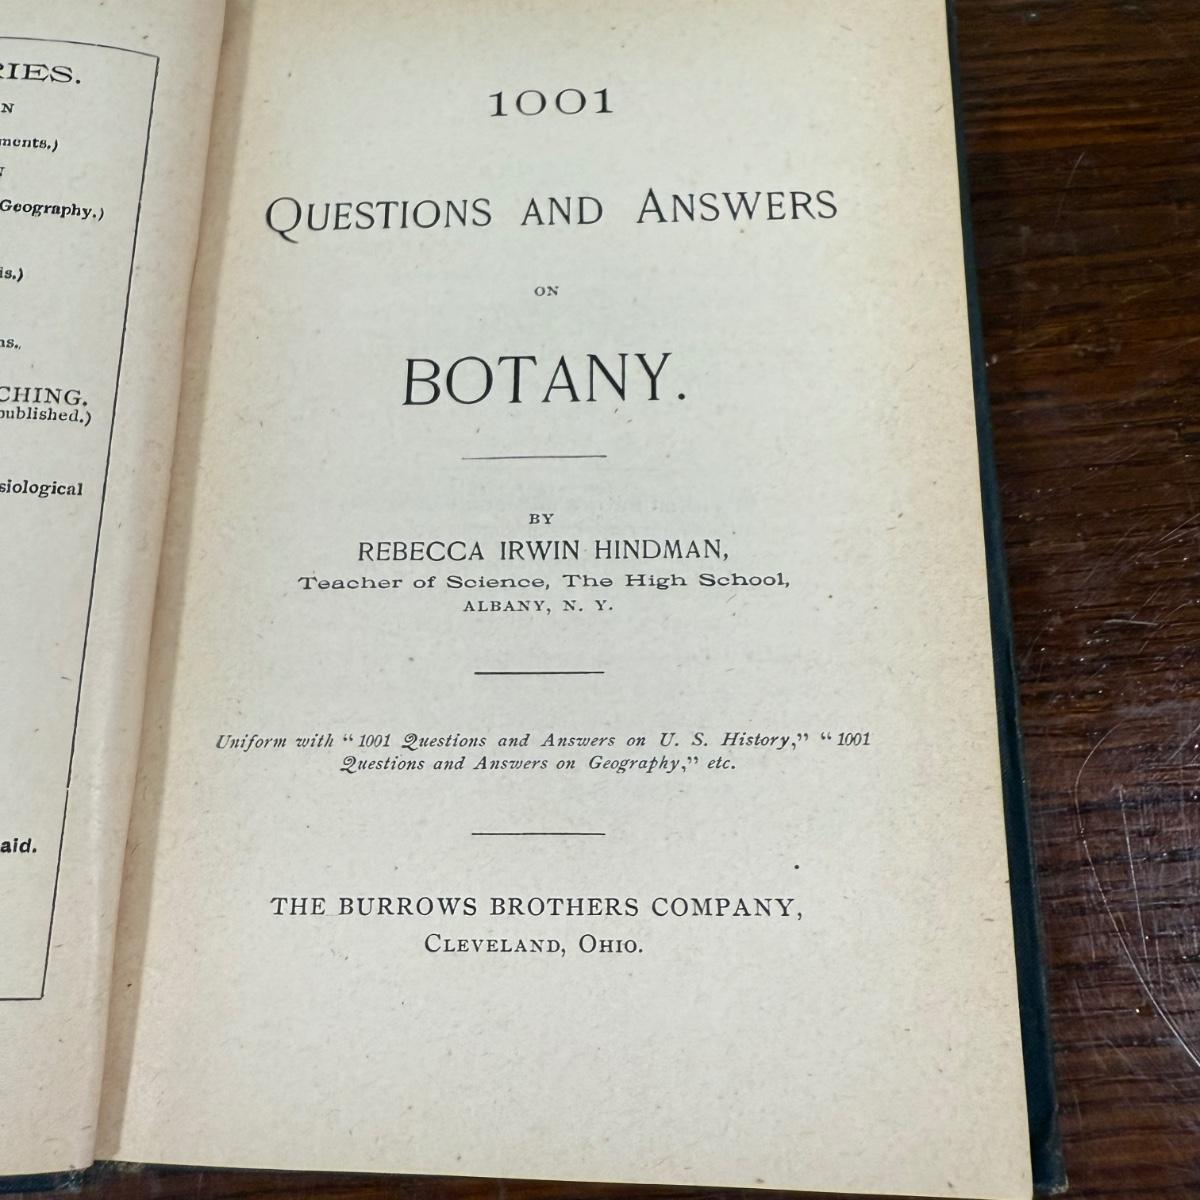 RIES.
N
ments.)
Geography.)
is.)
ns.
CHING.
published.)
siological
aid.
1001
QUESTIONS AND ANSWERS
ON
BOTANY.
BY
REBECCA IRWIN HINDMAN,
Teacher of Science, The High School,
ALBANY, N. Y.
Uniform with “1001 Questions and Answers on U. S. History,” “1001
Questions and Answers on Geography,” etc.
THE BURROWS BROTHERS COMPANY,
CLEVELAND, OHIO.